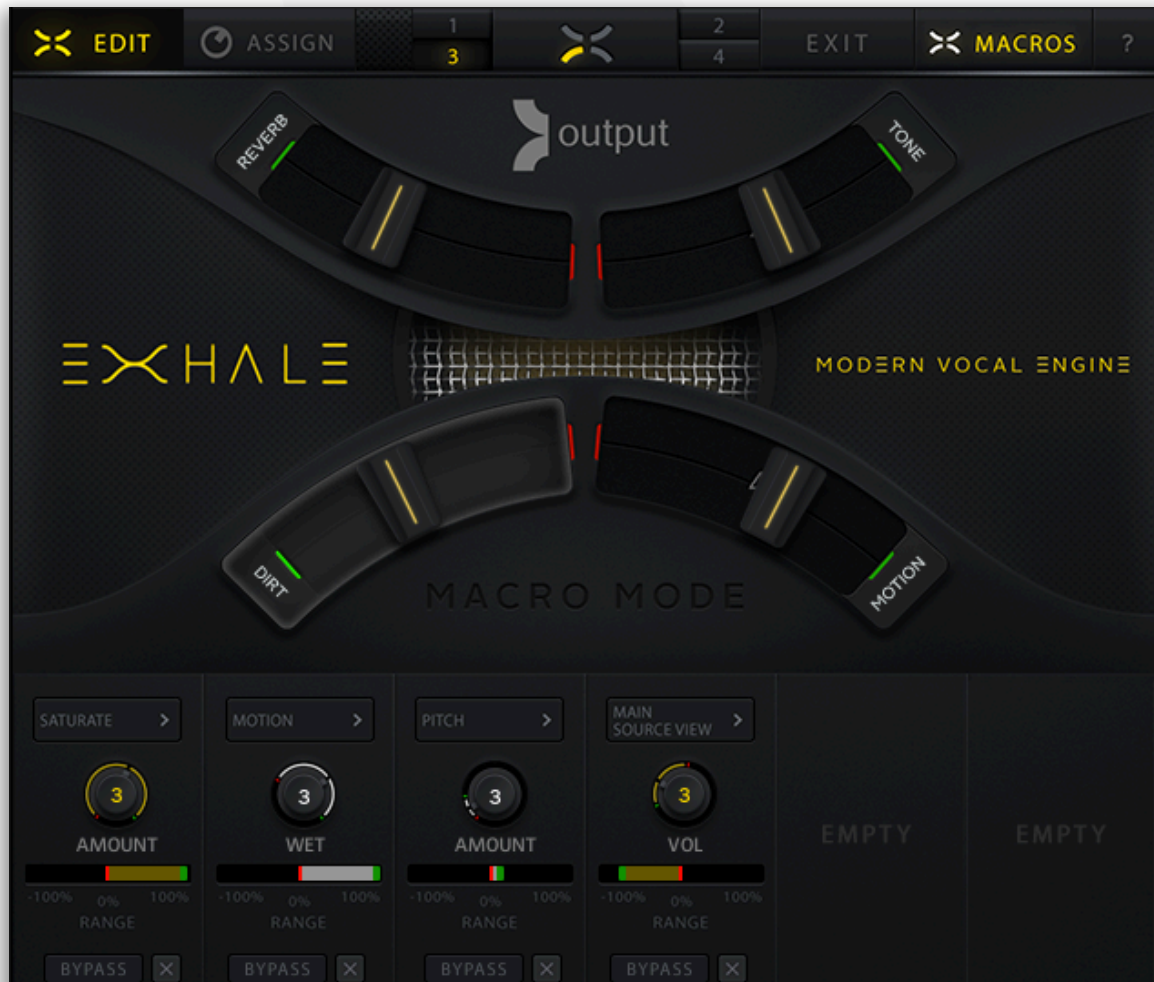 EDIT
ASSIGN
1
3
2
4
EXIT
MACROS
?
REVERB
output
TONE
EXHALE
MODERN VOCAL ENGINE
DIRT
MACRO MODE
MOTION
SATURATE >
MOTION >
PITCH >
MAIN
SOURCE VIEW >
3
3
3
3
AMOUNT
WET
AMOUNT
VOL
EMPTY
EMPTY
-100% 0% 100%
-100% 0% 100%
-100% 0% 100%
-100% 0% 100%
RANGE
RANGE
RANGE
RANGE
BYPASS X
BYPASS X
BYPASS X
BYPASS X